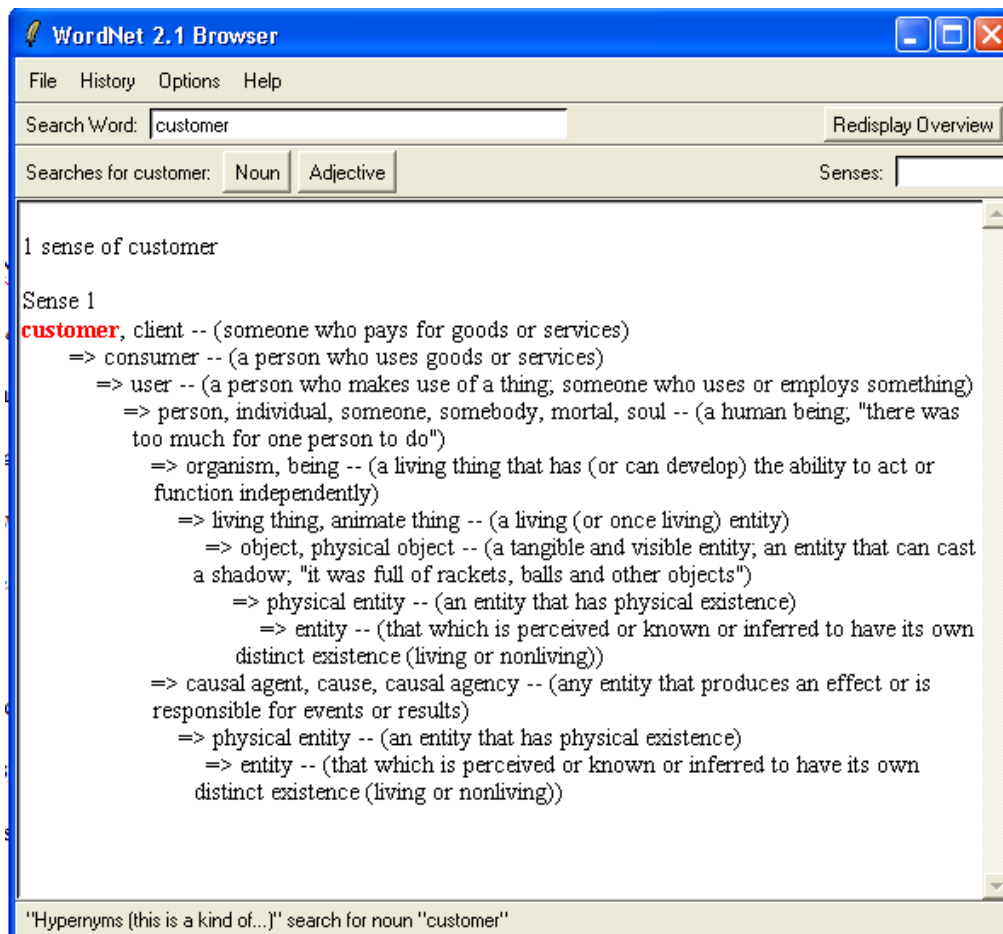 WordNet 2.1 Browser
File History Options Help
Search Word: customer Redisplay Overview
Searches for customer: Noun Adjective Senses:
1 sense of customer
Sense 1
customer, client -- (someone who pays for goods or services)
=> consumer -- (a person who uses goods or services)
=> user -- (a person who makes use of a thing; someone who uses or employs something)
=> person, individual, someone, somebody, mortal, soul -- (a human being; "there was
too much for one person to do")
=> organism, being -- (a living thing that has (or can develop) the ability to act or
function independently)
=> living thing, animate thing -- (a living (or once living) entity)
=> object, physical object -- (a tangible and visible entity; an entity that can cast
a shadow; "it was full of rackets, balls and other objects")
=> physical entity -- (an entity that has physical existence)
=> entity -- (that which is perceived or known or inferred to have its own
distinct existence (living or nonliving))
=> causal agent, cause, causal agency -- (any entity that produces an effect or is
responsible for events or results)
=> physical entity -- (an entity that has physical existence)
=> entity -- (that which is perceived or known or inferred to have its own
distinct existence (living or nonliving))
"Hypernyms (this is a kind of...)" search for noun "customer"